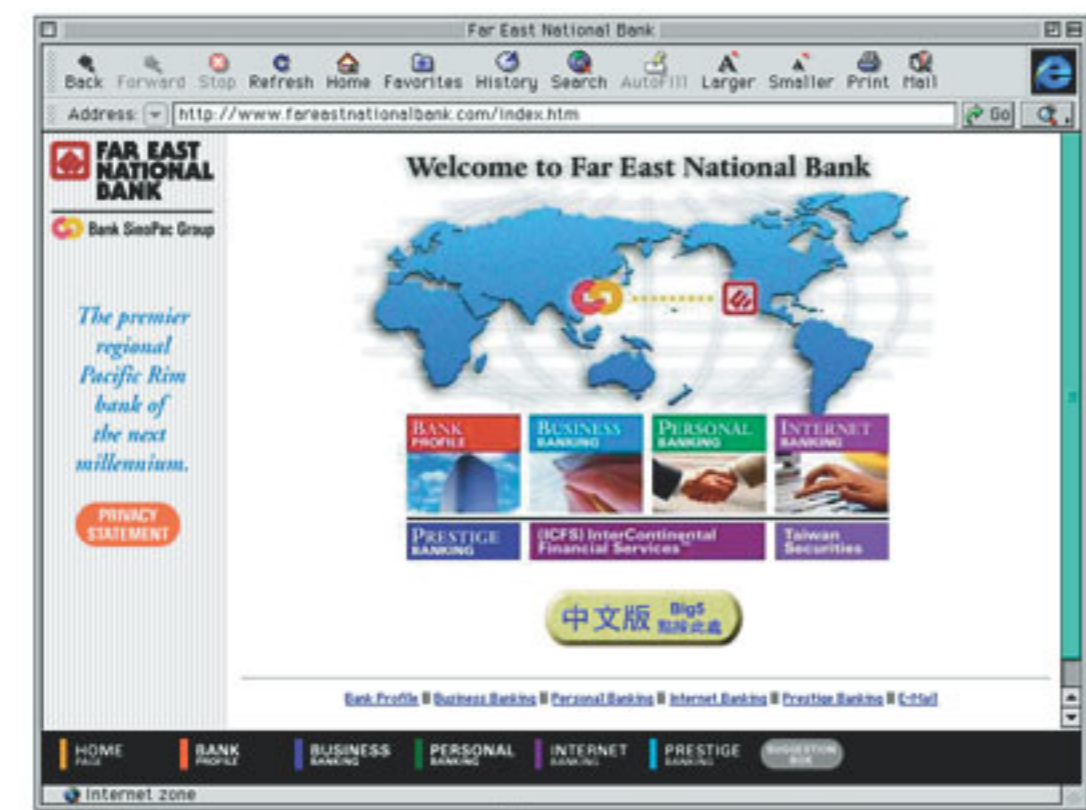 Far East National Bank
Back Forward Stop Refresh Home Favorites History Search AutoFill Larger Smaller Print Mail
Address: http://www.fareastnationalbank.com/index.htm Go
FAR EAST
NATIONAL
BANK
Bank SinoPac Group
The premier
regional
Pacific Rim
bank of
the next
millennium.
PRIVACY
STATEMENT
Welcome to Far East National Bank
BANK
PROFILE
BUSINESS
BANKING
PERSONAL
BANKING
INTERNET
BANKING
PRESTIGE
BANKING
(ICFS) InterContinental
Financial Services
Taiwan
Securities
中文版 Big5
點按此處
Bank Profile Business Banking Personal Banking Internet Banking Prestige Banking E-Mail
HOME
PAGE
BANK
PROFILE
BUSINESS
BANKING
PERSONAL
BANKING
INTERNET
BANKING
PRESTIGE
BANKING
SUGGESTION
BOX
Internet zone